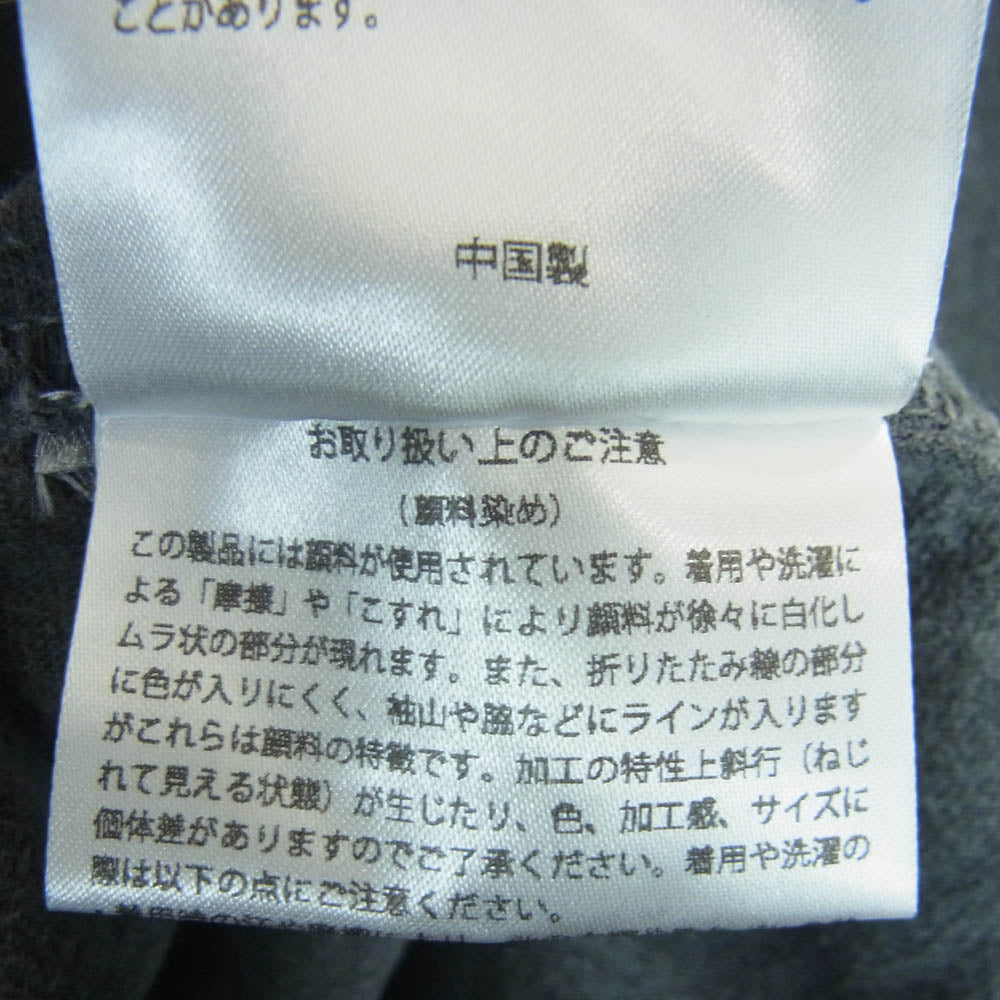 ことがあります。
中国製
お取り扱い上のご注意
(顔料染め)
この製品には顔料が使用されています。着用や洗濯に
よる「摩擦」や「こすれ」により顔料が徐々に白化し
ムラ状の部分が現れます。また、折りたたみ線の部分
に色が入りにくく、袖山や脇などにラインが入ります
がこれらは顔料の特徴です。加工の特性上斜行(ねじ
れて見える状態)が生じたり、色、加工感、サイズに
個体差がありますのでご了承ください。着用や洗濯の
際は以下の点にご注意ください。